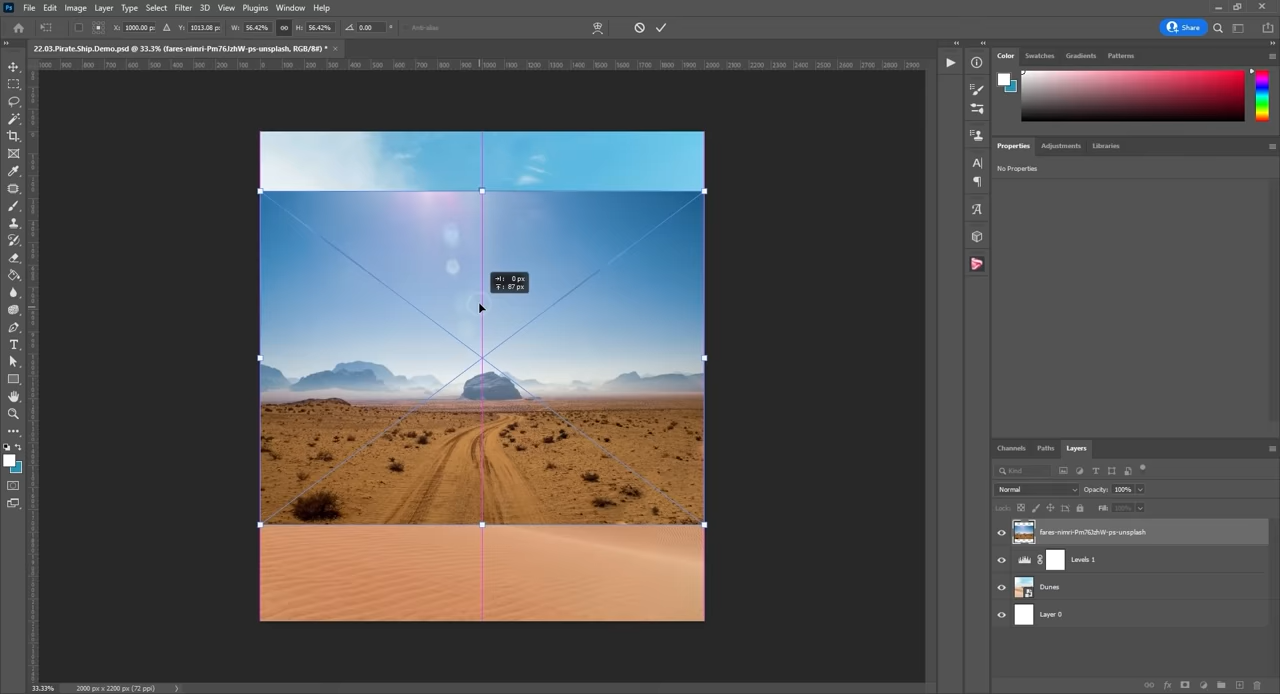 Ps File Edit Image Layer Type Select Filter 3D View Plugins Window Help
X: 1000.00 px Y: 1013.08 px W: 56.42% H: 56.42% 0.00 ° Anti-alias Share
22.03.Pirate.Ship.Demo.psd @ 33.3% (fares-nimri-Pm76JzhW-ps-unsplash, RGB/8#) * ×
Color Swatches Gradients Patterns
Properties Adjustments Libraries
No Properties
0 px
87 px
Channels Paths Layers
Kind
Normal Opacity: 100%
Lock: Fill: 100%
fares-nimri-Pm76JzhW-ps-unsplash
Levels 1
Dunes
Layer 0
33.33% 2000 px x 2200 px (72 ppi)